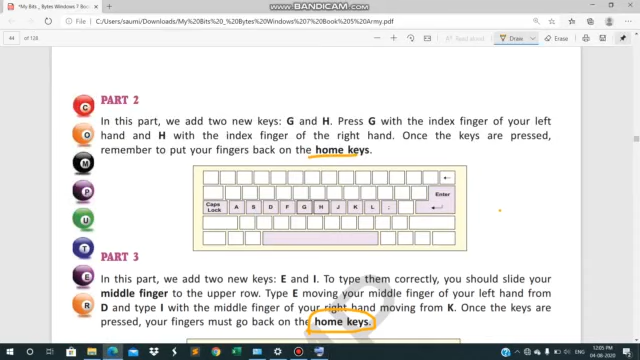 www.BANDICAM.com
*My Bits _ Bytes Windows 7 Book
C:/Users/saumi/Downloads/My%20Bits%20_%20Bytes%20Windows%207%20Book%205%20Army.pdf
44 of 128
Read aloud
Draw
Erase
PART 2
In this part, we add two new keys: G and H. Press G with the index finger of your left
hand and H with the index finger of the right hand. Once the keys are pressed,
remember to put your fingers back on the home keys.
Enter
Caps Lock A S D F G H J K L ;
C
O
M
P
U
T
E
R
PART 3
In this part, we add two new keys: E and I. To type them correctly, you should slide your
middle finger to the upper row. Type E moving your middle finger of your left hand from
D and type I with the middle finger of your right hand moving from K. Once the keys are
pressed, your fingers must go back on the home keys.
12:05 PM
04-08-2020